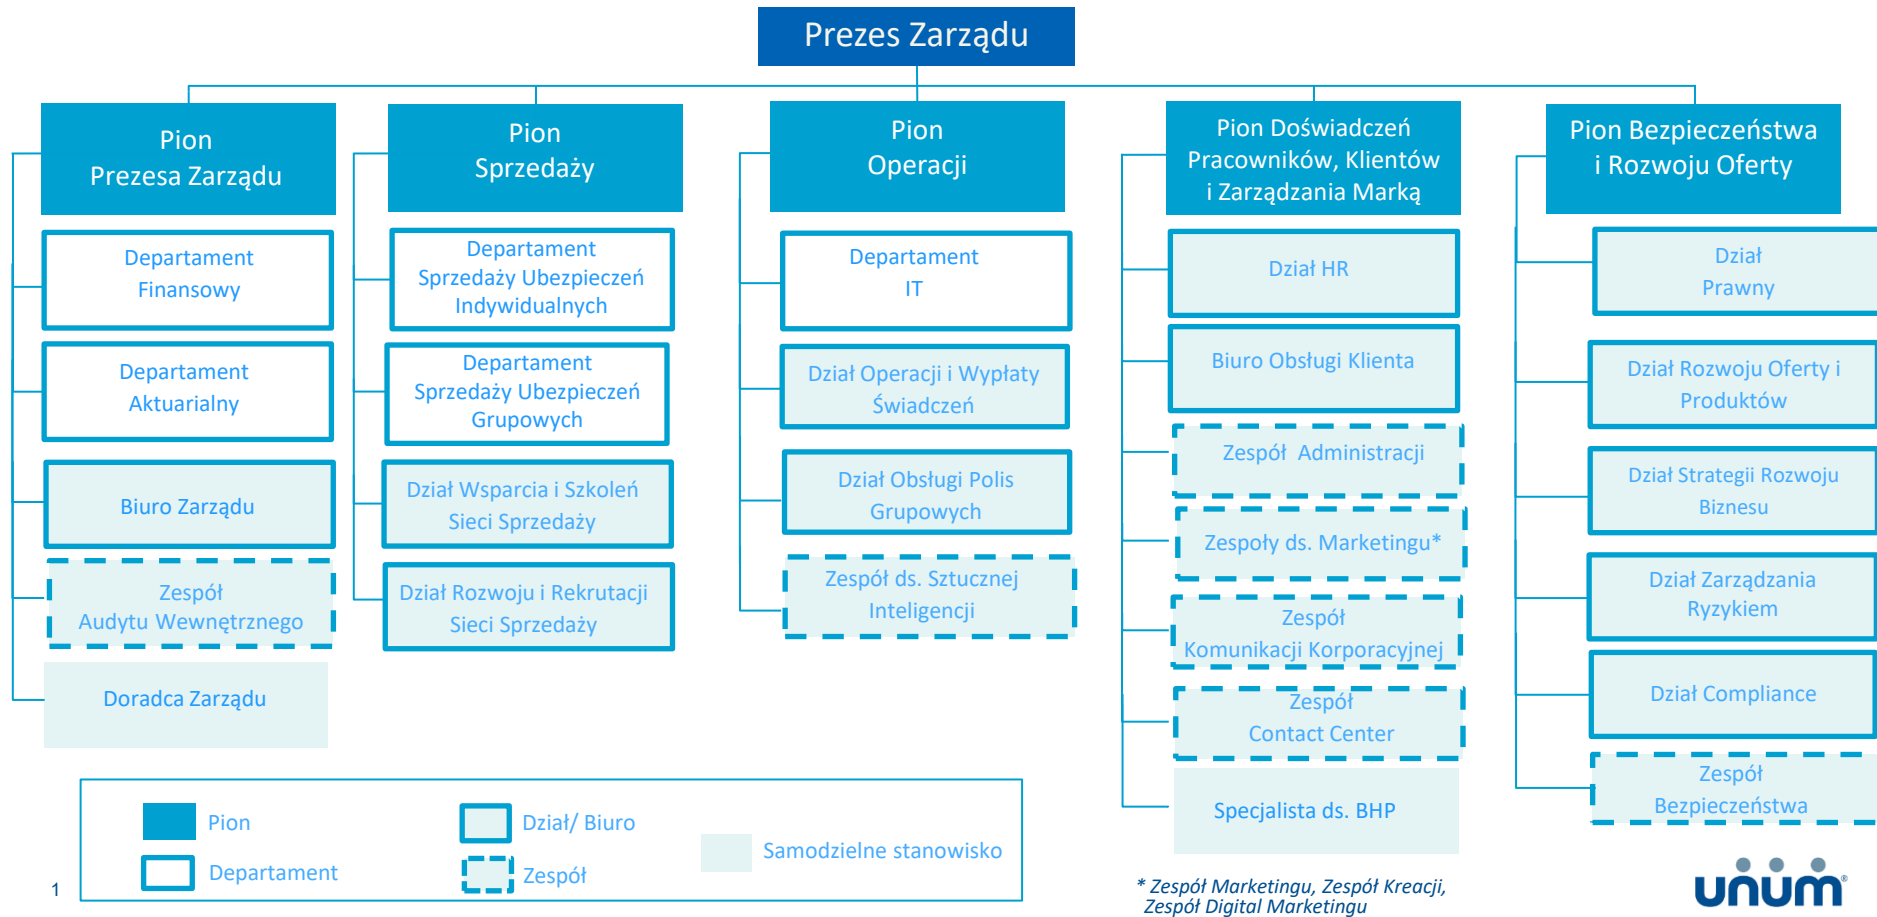 Prezes Zarządu
Pion
Prezesa Zarządu
Departament
Finansowy
Departament
Aktuarialny
Biuro Zarządu
Zespół
Audytu Wewnętrznego
Doradca Zarządu
Pion
Sprzedaży
Departament
Sprzedaży Ubezpieczeń
Indywidualnych
Departament
Sprzedaży Ubezpieczeń
Grupowych
Dział Wsparcia i Szkoleń
Sieci Sprzedaży
Dział Rozwoju i Rekrutacji
Sieci Sprzedaży
Pion
Operacji
Departament
IT
Dział Operacji i Wypłaty
Świadczeń
Dział Obsługi Polis
Grupowych
Zespół ds. Sztucznej
Inteligencji
Pion Doświadczeń
Pracowników, Klientów
i Zarządzania Marką
Dział HR
Biuro Obsługi Klienta
Zespół Administracji
Zespoły ds. Marketingu*
Zespół
Komunikacji Korporacyjnej
Zespół
Contact Center
Specjalista ds. BHP
Pion Bezpieczeństwa
i Rozwoju Oferty
Dział
Prawny
Dział Rozwoju Oferty i
Produktów
Dział Strategii Rozwoju
Biznesu
Dział Zarządzania
Ryzykiem
Dział Compliance
Zespół
Bezpieczeństwa
Pion
Departament
Dział/ Biuro
Zespół
Samodzielne stanowisko
1
* Zespół Marketingu, Zespół Kreacji,
Zespół Digital Marketingu
unum®